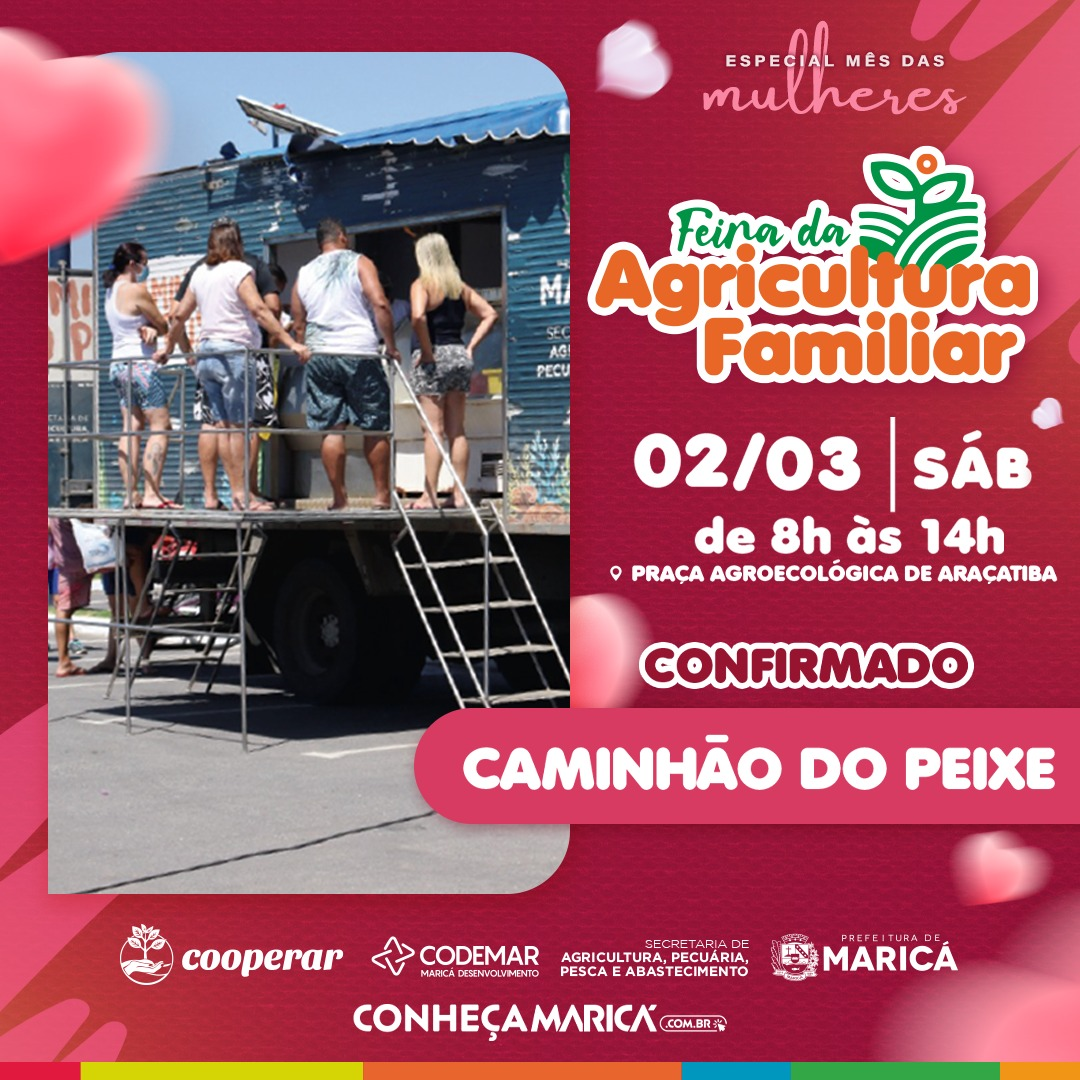 ESPECIAL MÊS DAS
mulheres
Feira da
Agricultura
Familiar
02/03 | SÁB
de 8h às 14h
PRAÇA AGROECOLÓGICA DE ARAÇATIBA
CONFIRMADO
CAMINHÃO DO PEIXE
cooperar
CODEMAR
MARICÁ DESENVOLVIMENTO
SECRETARIA DE
AGRICULTURA, PECUÁRIA,
PESCA E ABASTECIMENTO
PREFEITURA DE
MARICÁ
CONHEÇAMARICÁ .COM.BR